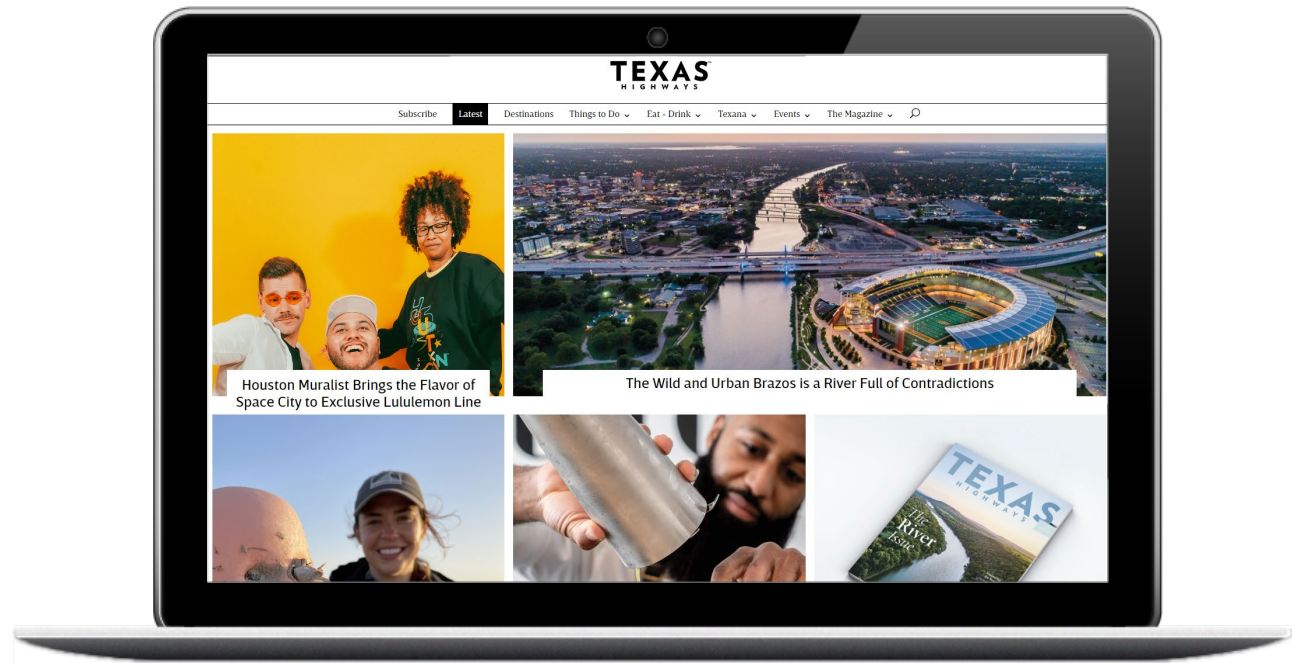 TEXAS
HIGHWAYS
Subscribe Latest Destinations Things to Do Eat + Drink Texana Events The Magazine
Houston Muralist Brings the Flavor of
Space City to Exclusive Lululemon Line
The Wild and Urban Brazos is a River Full of Contradictions
TEXAS
HIGHWAYS
The
River
Issue